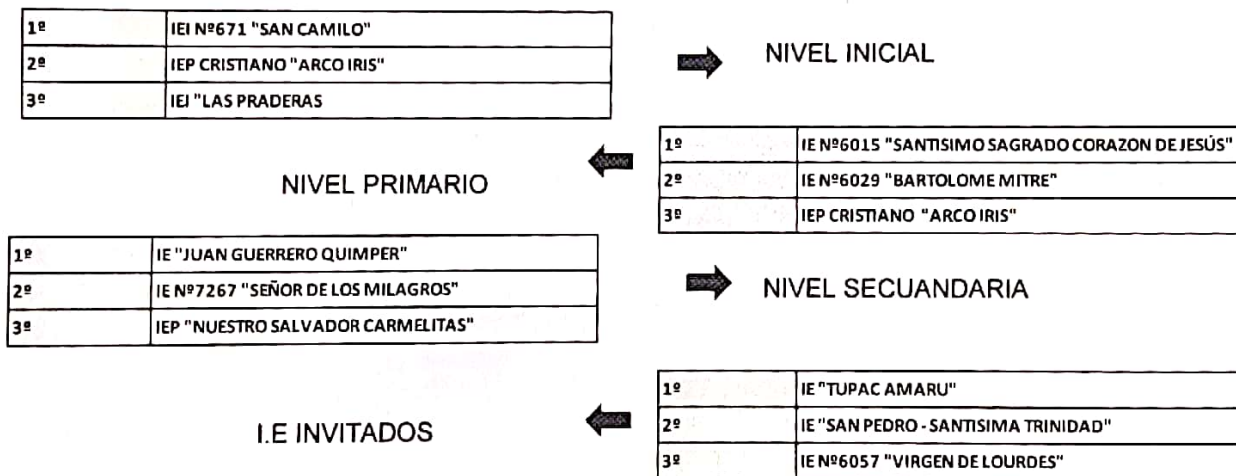 1º IEI Nº671 "SAN CAMILO"
2º IEP CRISTIANO "ARCO IRIS"
3º IEI "LAS PRADERAS
NIVEL INICIAL
1º IE Nº6015 "SANTISIMO SAGRADO CORAZON DE JESÚS"
2º IE Nº6029 "BARTOLOME MITRE"
3º IEP CRISTIANO "ARCO IRIS"
NIVEL PRIMARIO
1º IE "JUAN GUERRERO QUIMPER"
2º IE Nº7267 "SEÑOR DE LOS MILAGROS"
3º IEP "NUESTRO SALVADOR CARMELITAS"
NIVEL SECUANDARIA
1º IE "TUPAC AMARU"
2º IE "SAN PEDRO - SANTISIMA TRINIDAD"
3º IE Nº6057 "VIRGEN DE LOURDES"
I.E INVITADOS